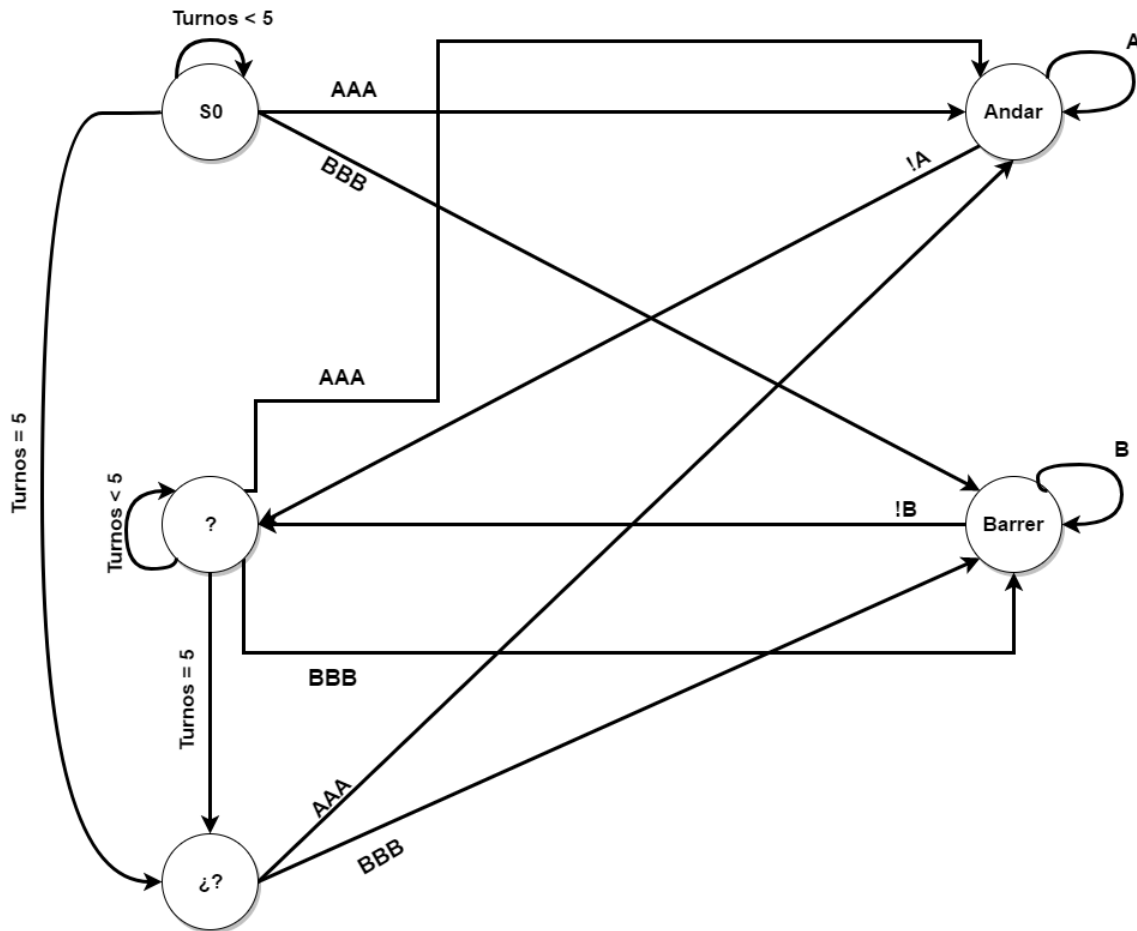 Turnos < 5
S0
AAA
A
Andar
BBB
!A
AAA
Turnos = 5
Turnos < 5
?
!B
B
Barrer
Turnos = 5
BBB
AAA
BBB
¿?